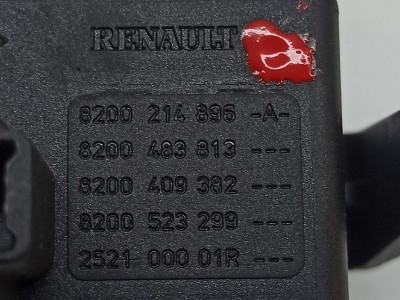 RENAULT
8200 214 896 -A-
8200 483 813 ---
8200 409 382 ---
8200 523 299 ---
2521 000 01R ---